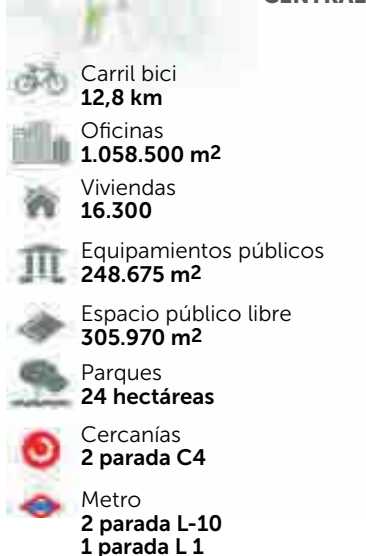 CENTRAL
Carril bici
12,8 km
Oficinas
1.058.500 m2
Viviendas
16.300
Equipamientos públicos
248.675 m2
Espacio público libre
305.970 m2
Parques
24 hectáreas
Cercanías
2 parada C4
Metro
2 parada L-10
1 parada L 1